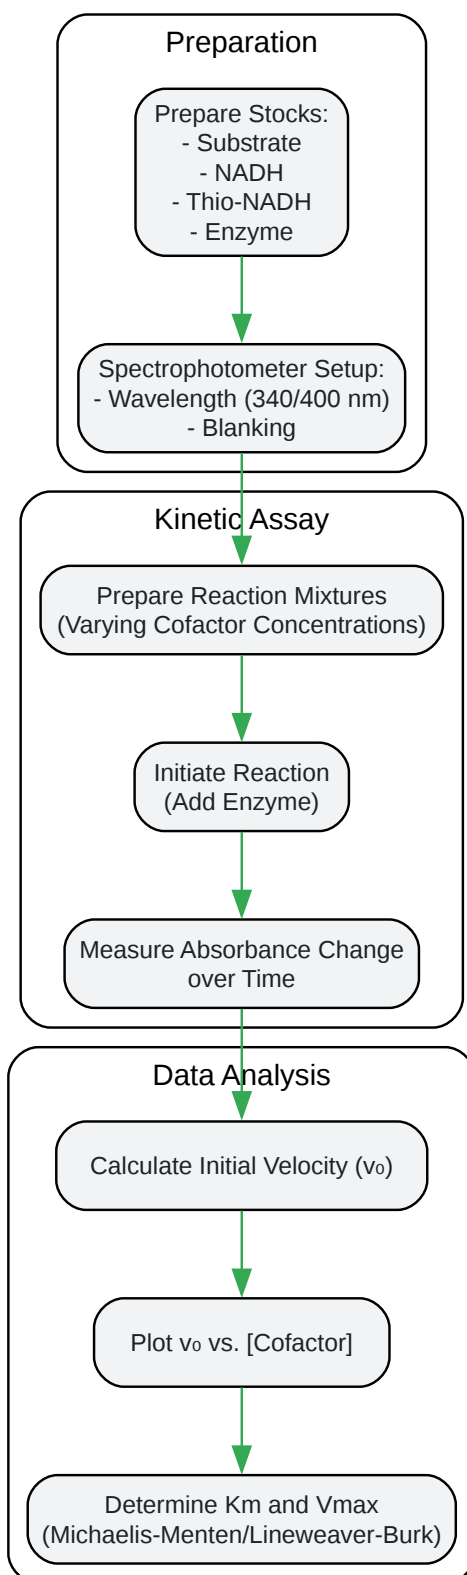 Preparation
Prepare Stocks:
- Substrate
- NADH
- Thio-NADH
- Enzyme
Spectrophotometer Setup:
- Wavelength (340/400 nm)
- Blanking
Kinetic Assay
Prepare Reaction Mixtures
(Varying Cofactor Concentrations)
Initiate Reaction
(Add Enzyme)
Measure Absorbance Change
over Time
Data Analysis
Calculate Initial Velocity (v₀)
Plot v₀ vs. [Cofactor]
Determine Km and Vmax
(Michaelis-Menten/Lineweaver-Burk)